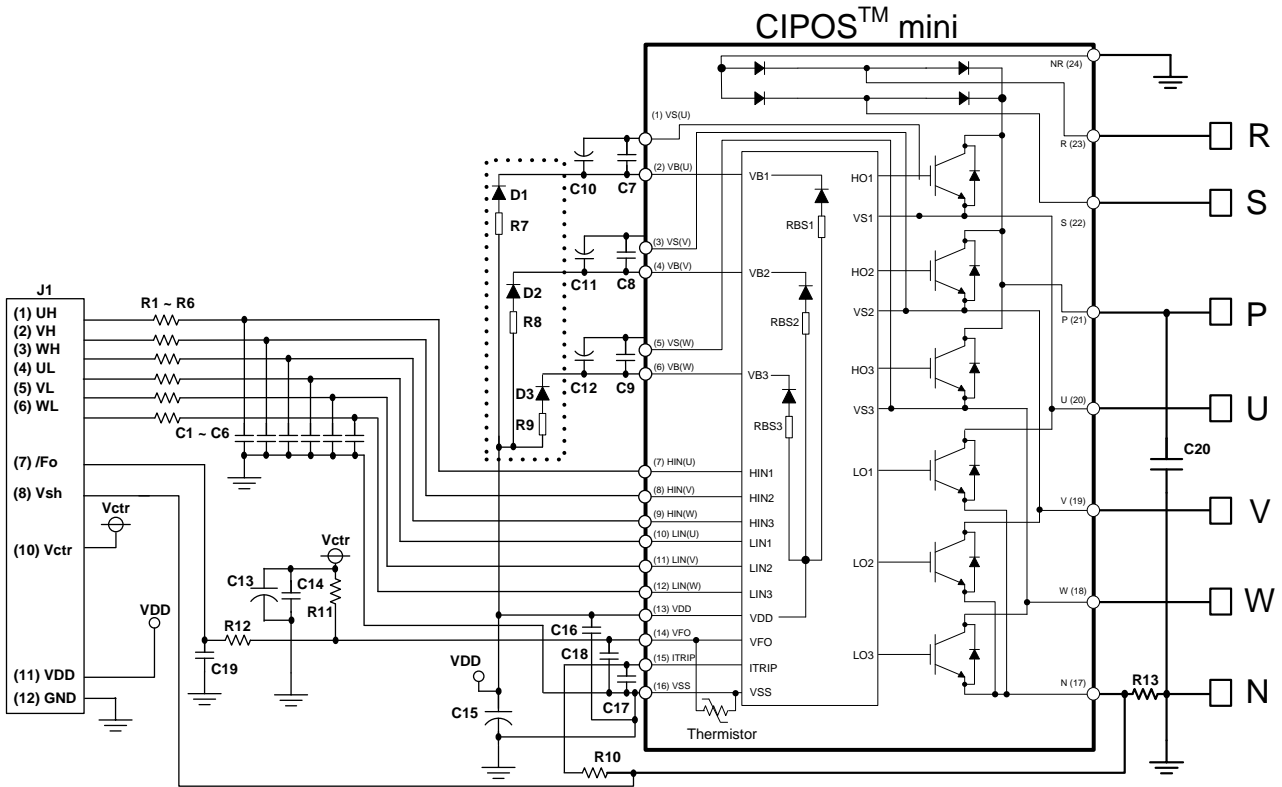 CIPOS™ mini
NR (24)
R (23)
R
S (22)
S
P (21)
P
U (20)
U
C20
V (19)
V
W (18)
W
N (17)
R13
N
(1) VS(U)
(2) VB(U)
C10
C7
D1
R7
(3) VS(V)
(4) VB(V)
C11
C8
D2
R8
(5) VS(W)
(6) VB(W)
C12
C9
D3
R9
VB1
RBS1
HO1
VS1
VB2
RBS2
HO2
VS2
VB3
RBS3
HO3
VS3
J1
(1) UH
(2) VH
(3) WH
(4) UL
(5) VL
(6) WL
(7) /Fo
(8) Vsh
(10) Vctr
(11) VDD
(12) GND
R1 ~ R6
C1 ~ C6
Vctr
VDD
C13
C14
Vctr
R11
R12
C19
(7) HIN(U)
(8) HIN(V)
(9) HIN(W)
(10) LIN(U)
(11) LIN(V)
(12) LIN(W)
(13) VDD
(14) VFO
(15) ITRIP
(16) VSS
HIN1
HIN2
HIN3
LIN1
LIN2
LIN3
VDD
VFO
ITRIP
VSS
LO1
LO2
LO3
C16
C18
C17
VDD
C15
R10
Thermistor